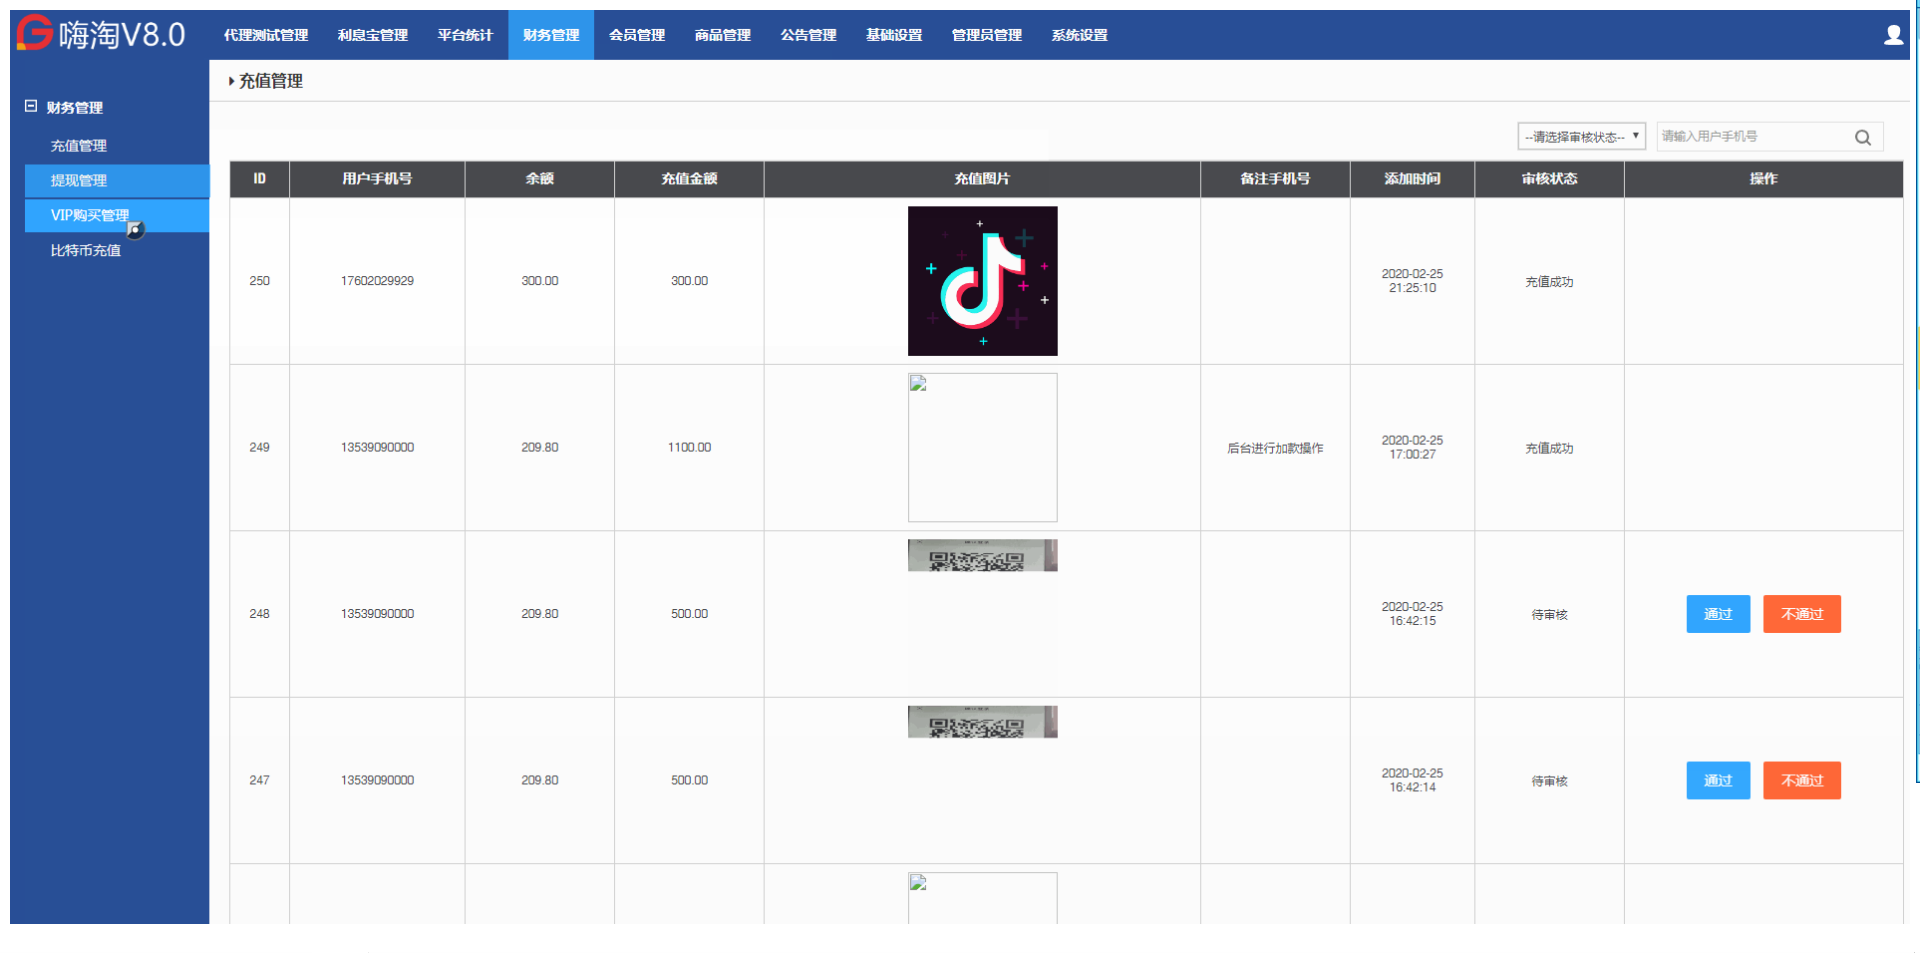 嗨淘V8.0
代理测试管理 利息宝管理 平台统计 财务管理 会员管理 商品管理 公告管理 基础设置 管理员管理 系统设置
财务管理
充值管理
提现管理
VIP购买管理
比特币充值
充值管理
--请选择审核状态-- 请输入用户手机号
ID 用户手机号 余额 充值金额 充值图片 备注手机号 添加时间 审核状态 操作
250 17602029929 300.00 300.00 2020-02-25 21:25:10 充值成功
249 13539090000 209.80 1100.00 后台进行加款操作 2020-02-25 17:00:27 充值成功
248 13539090000 209.80 500.00 2020-02-25 16:42:15 待审核 通过 不通过
247 13539090000 209.80 500.00 2020-02-25 16:42:14 待审核 通过 不通过